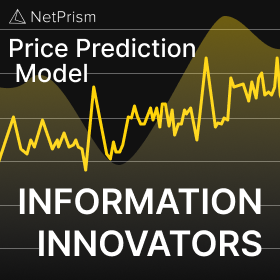 NetPrism
Price Prediction
Model
INFORMATION
INNOVATORS